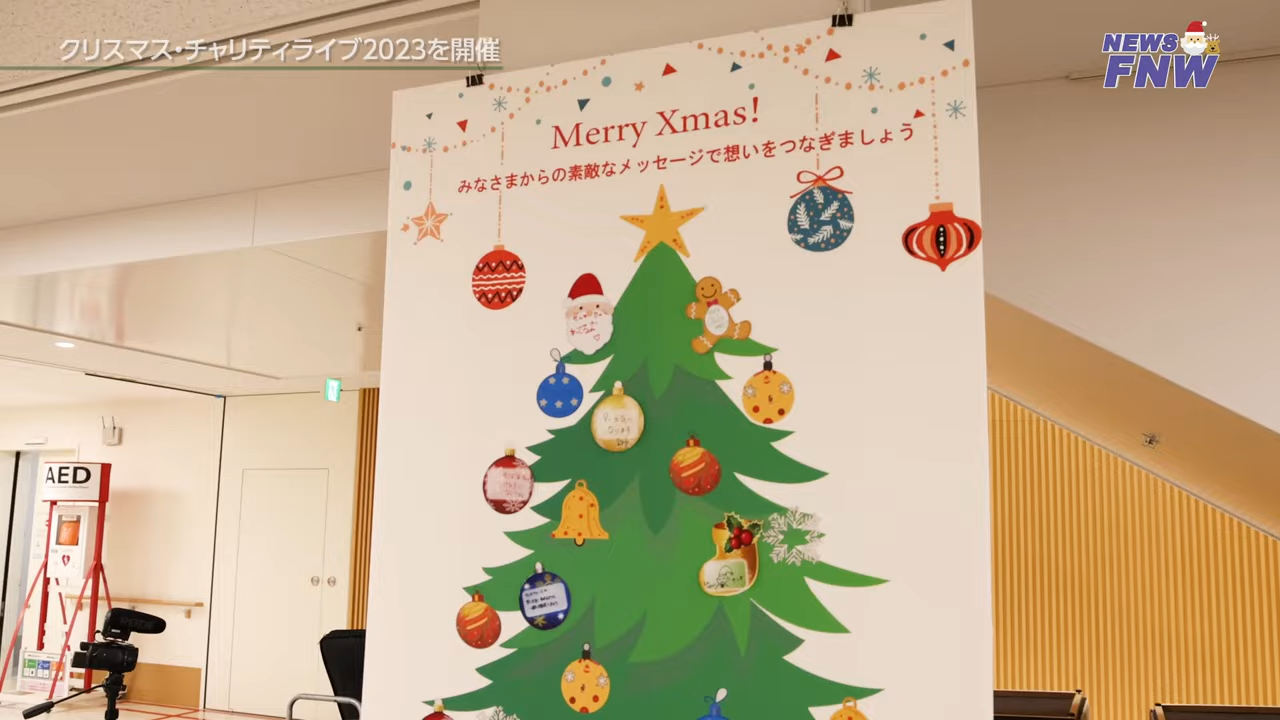 クリスマス・チャリティライブ2023を開催
NEWS
FNW
Merry Xmas!
みなさまからの素敵なメッセージで想いをつなぎましょう
AED